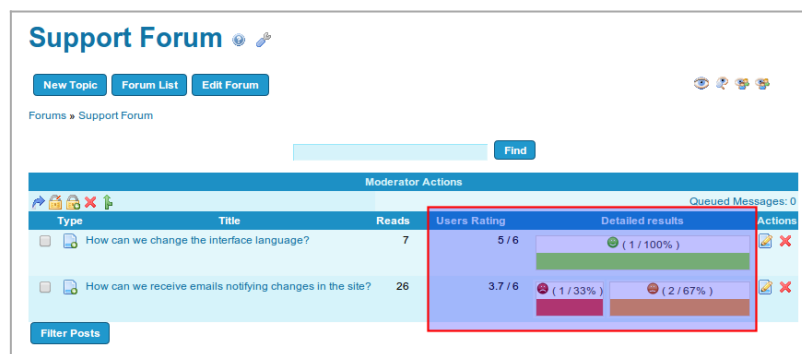 Support Forum
New Topic Forum List Edit Forum
Forums » Support Forum
Find
Moderator Actions
Queued Messages: 0
Type Title Reads Users Rating Detailed results Actions
How can we change the interface language? 7 5 / 6 ( 1 / 100% )
How can we receive emails notifying changes in the site? 26 3.7 / 6 ( 1 / 33% ) ( 2 / 67% )
Filter Posts